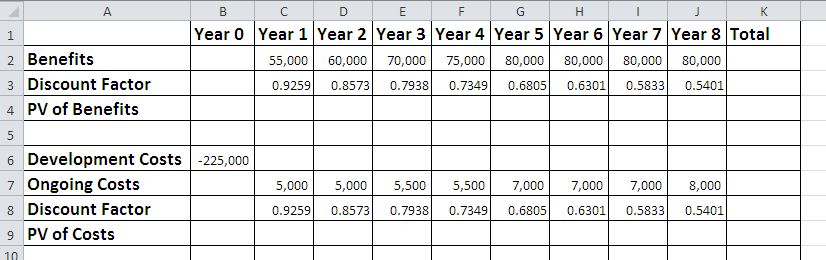 A B C D E F G H I J K
1 Year 0 Year 1 Year 2 Year 3 Year 4 Year 5 Year 6 Year 7 Year 8 Total
2 Benefits 55,000 60,000 70,000 75,000 80,000 80,000 80,000 80,000
3 Discount Factor 0.9259 0.8573 0.7938 0.7349 0.6805 0.6301 0.5833 0.5401
4 PV of Benefits
5
6 Development Costs -225,000
7 Ongoing Costs 5,000 5,000 5,500 5,500 7,000 7,000 7,000 8,000
8 Discount Factor 0.9259 0.8573 0.7938 0.7349 0.6805 0.6301 0.5833 0.5401
9 PV of Costs
10